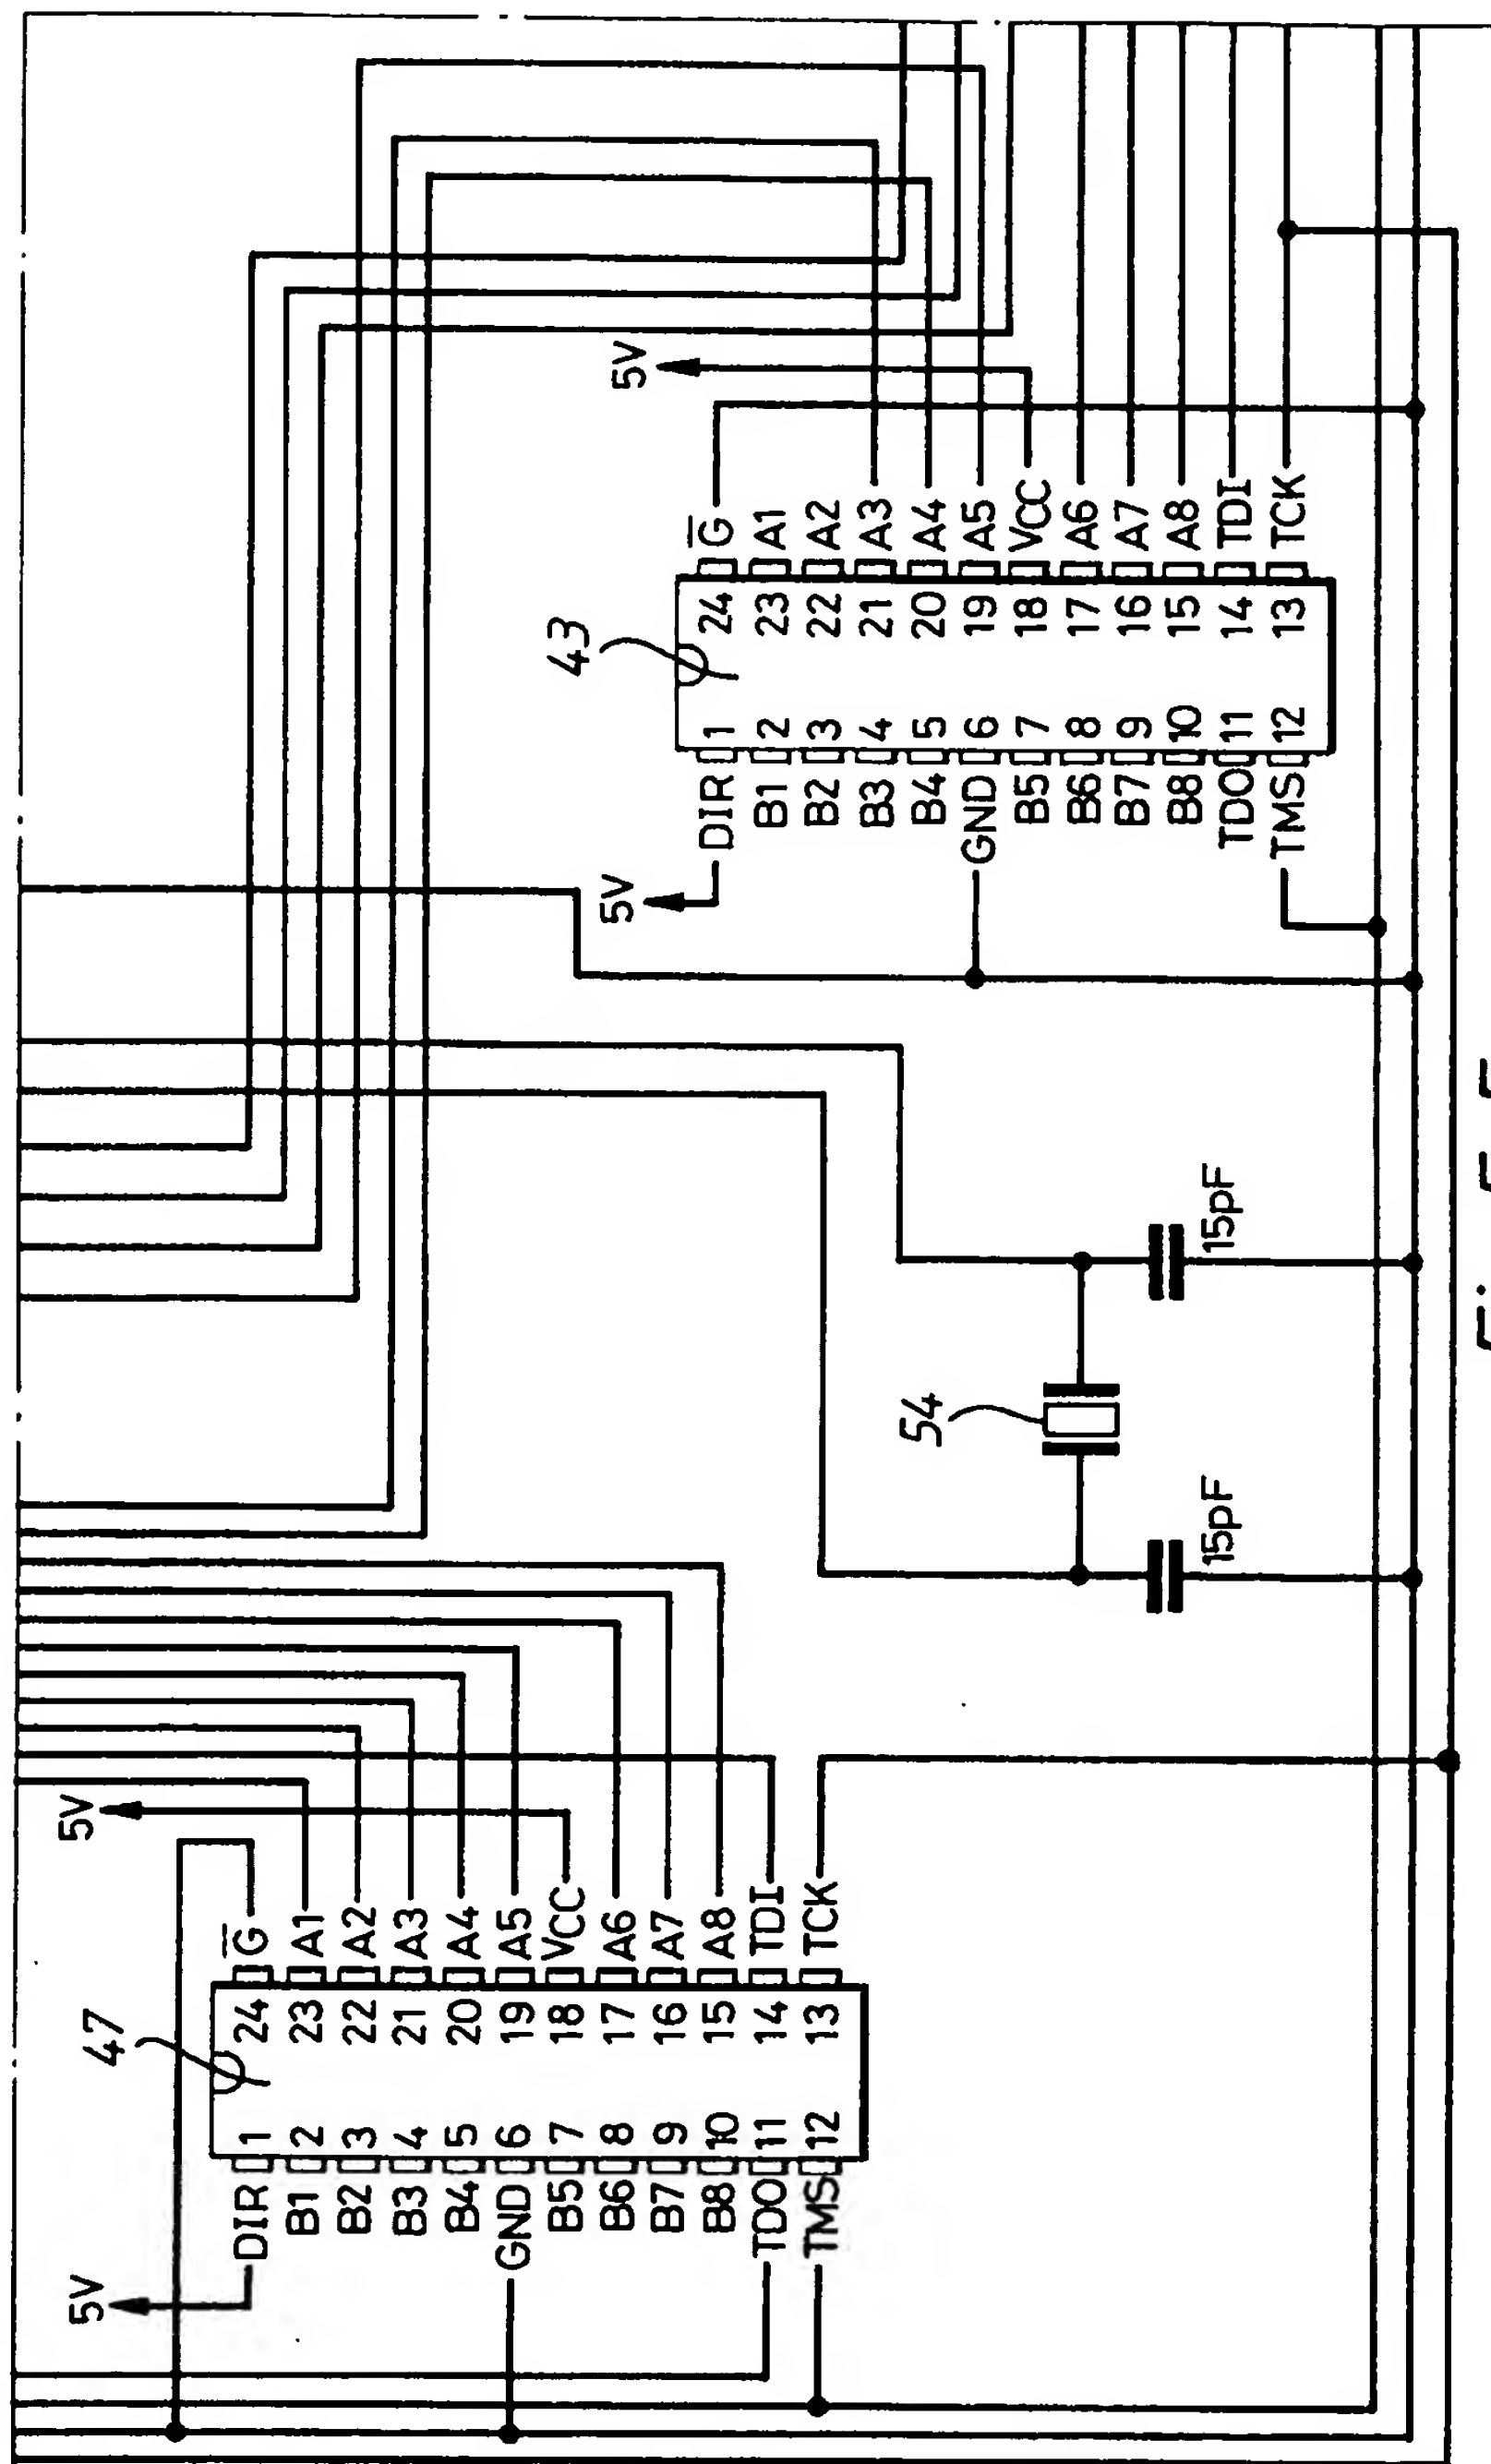 5V
5V
47
DIR 1 24 G̅
B1 2 23 A1
B2 3 22 A2
B3 4 21 A3
B4 5 20 A4
GND 6 19 A5
B5 7 18 VCC
B6 8 17 A6
B7 9 16 A7
B8 10 15 A8
TDO 11 14 TDI
TMS 12 13 TCK
54
15pF
15pF
5V
5V
43
DIR 1 24 G̅
B1 2 23 A1
B2 3 22 A2
B3 4 21 A3
B4 5 20 A4
GND 6 19 A5
B5 7 18 VCC
B6 8 17 A6
B7 9 16 A7
B8 10 15 A8
TDO 11 14 TDI
TMS 12 13 TCK